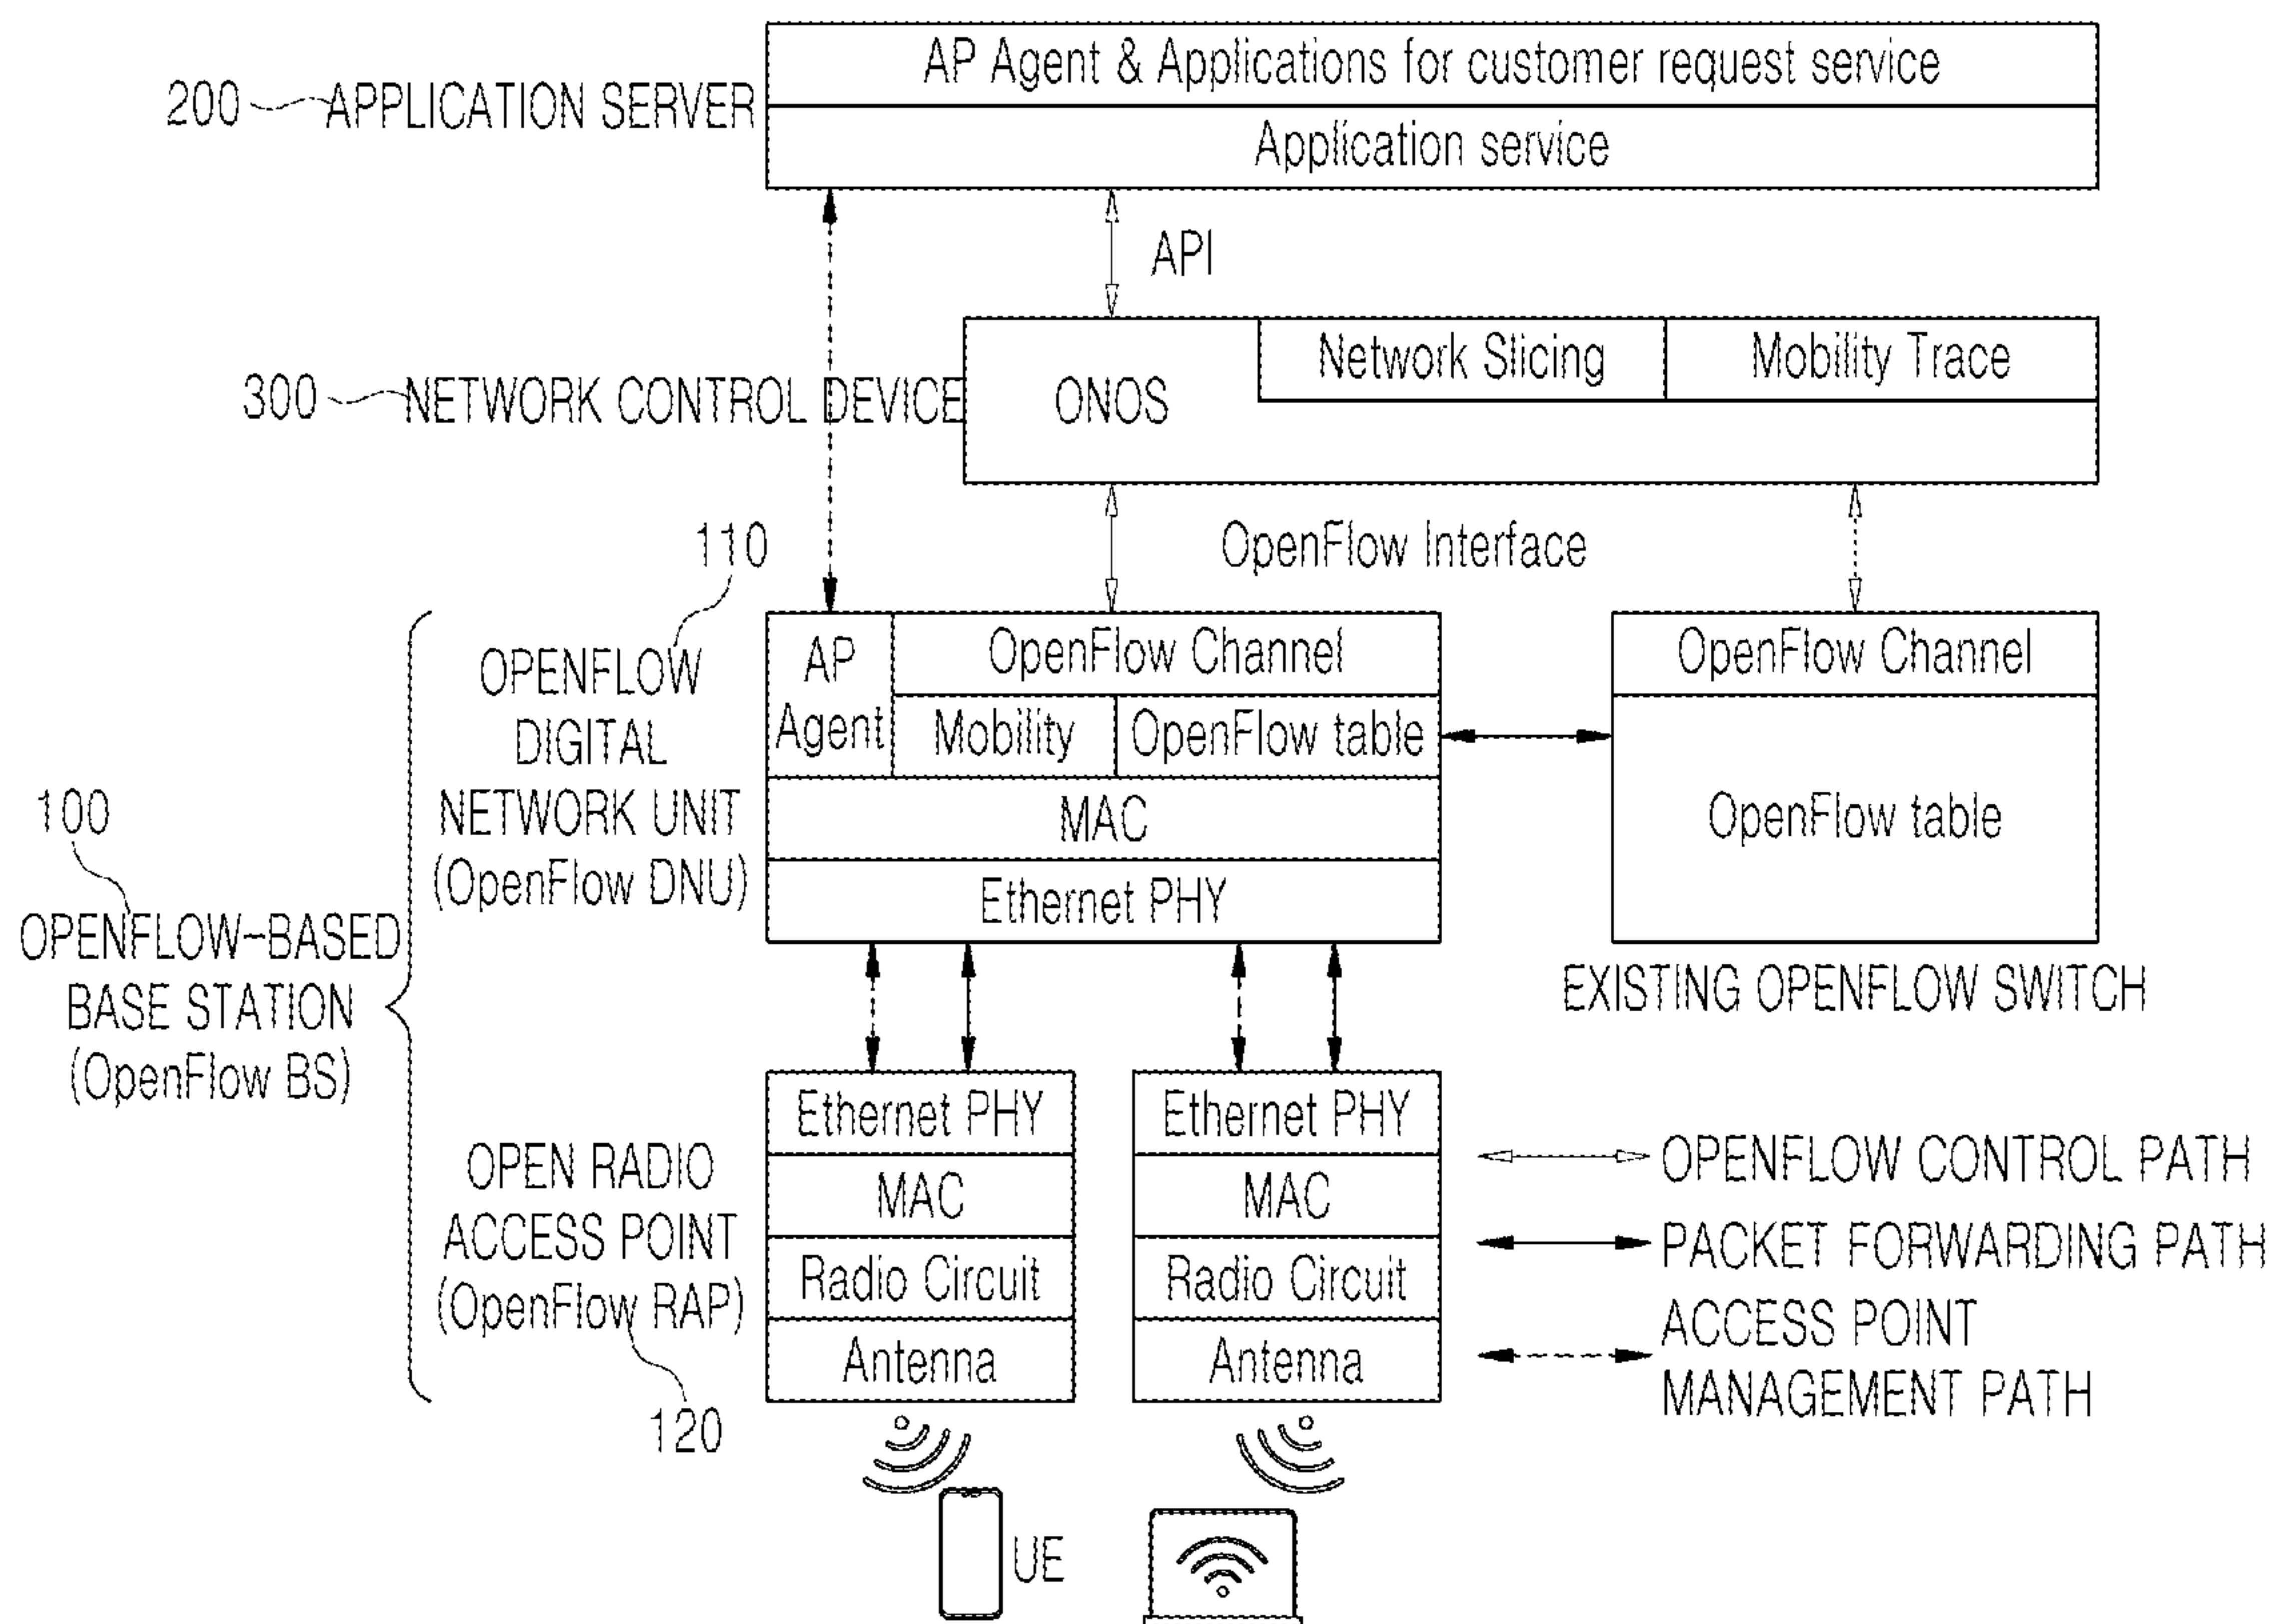 AP Agent & Applications for customer request service
200
APPLICATION SERVER
Application service
API
300
NETWORK CONTROL DEVICE
ONOS
Network Slicing
Mobility Trace
OpenFlow Interface
110
OPENFLOW
DIGITAL
NETWORK UNIT
(OpenFlow DNU)
AP
Agent
OpenFlow Channel
Mobility
OpenFlow table
MAC
Ethernet PHY
OpenFlow Channel
OpenFlow table
EXISTING OPENFLOW SWITCH
100
OPENFLOW-BASED
BASE STATION
(OpenFlow BS)
OPEN RADIO
ACCESS POINT
(OpenFlow RAP)
120
Ethernet PHY
MAC
Radio Circuit
Antenna
Ethernet PHY
MAC
Radio Circuit
Antenna
OPENFLOW CONTROL PATH
PACKET FORWARDING PATH
ACCESS POINT
MANAGEMENT PATH
UE